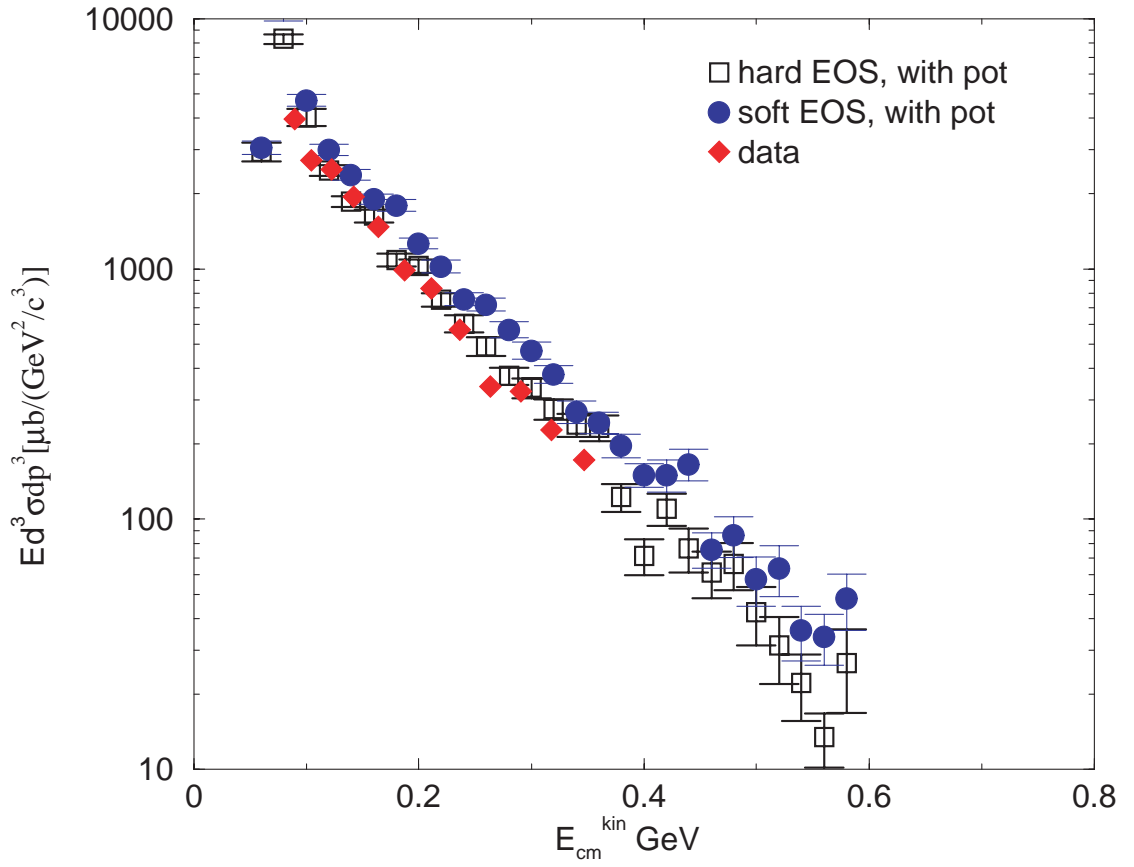 10000
1000
100
10
Ed³σdp³[μb/(GeV²/c³)]
hard EOS, with pot
soft EOS, with pot
data
0 0.2 0.4 0.6 0.8
E_cm^kin GeV